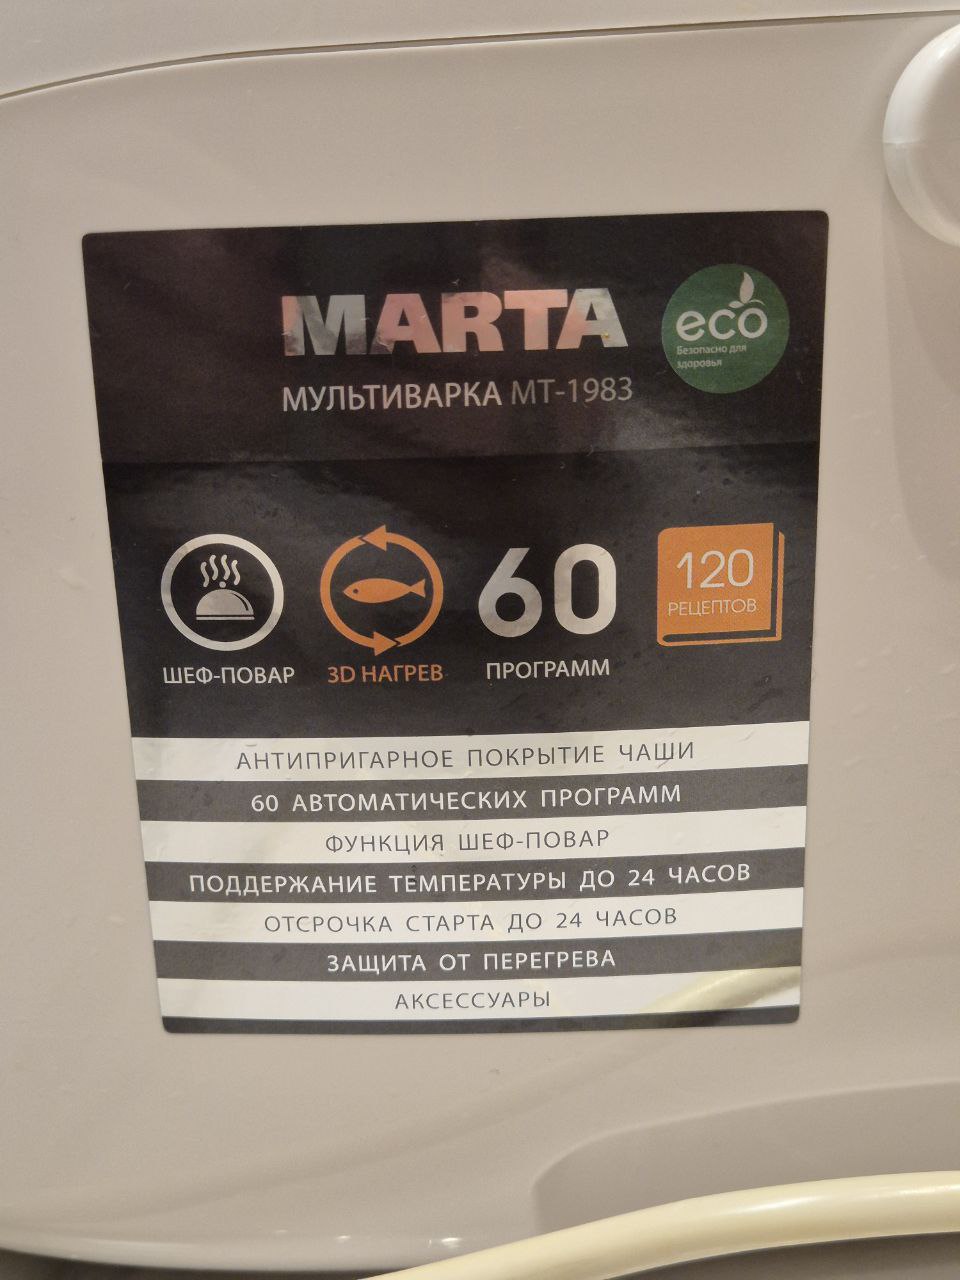 MARTA
МУЛЬТИВАРКА МТ-1983
eco
Безопасно для
здоровья
ШЕФ-ПОВАР
3D НАГРЕВ
60
ПРОГРАММ
120
РЕЦЕПТОВ
АНТИПРИГАРНОЕ ПОКРЫТИЕ ЧАШИ
60 АВТОМАТИЧЕСКИХ ПРОГРАММ
ФУНКЦИЯ ШЕФ-ПОВАР
ПОДДЕРЖАНИЕ ТЕМПЕРАТУРЫ ДО 24 ЧАСОВ
ОТСРОЧКА СТАРТА ДО 24 ЧАСОВ
ЗАЩИТА ОТ ПЕРЕГРЕВА
АКСЕССУАРЫ